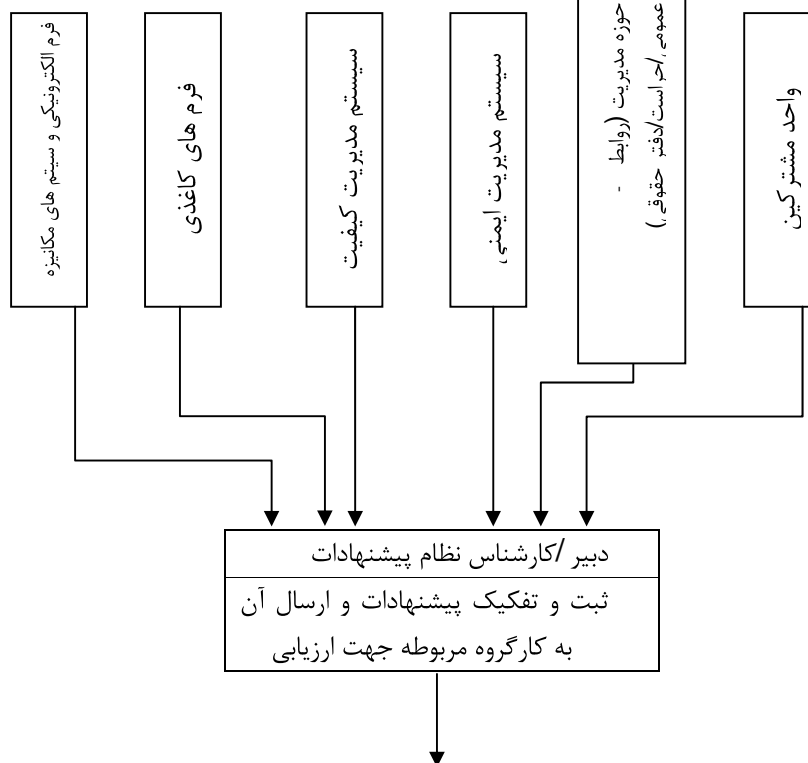 واحد مشترکین
حوزه مدیریت (روابط -
عمومی/حراست/دفتر حقوقی)
سیستم مدیریت ایمنی
سیستم مدیریت کیفیت
فرم های کاغذی
فرم الکترونیکی و سیتم های مکانیزه
دبیر /کارشناس نظام پیشنهادات
ثبت و تفکیک پیشنهادات و ارسال آن
به کارگروه مربوطه جهت ارزیابی